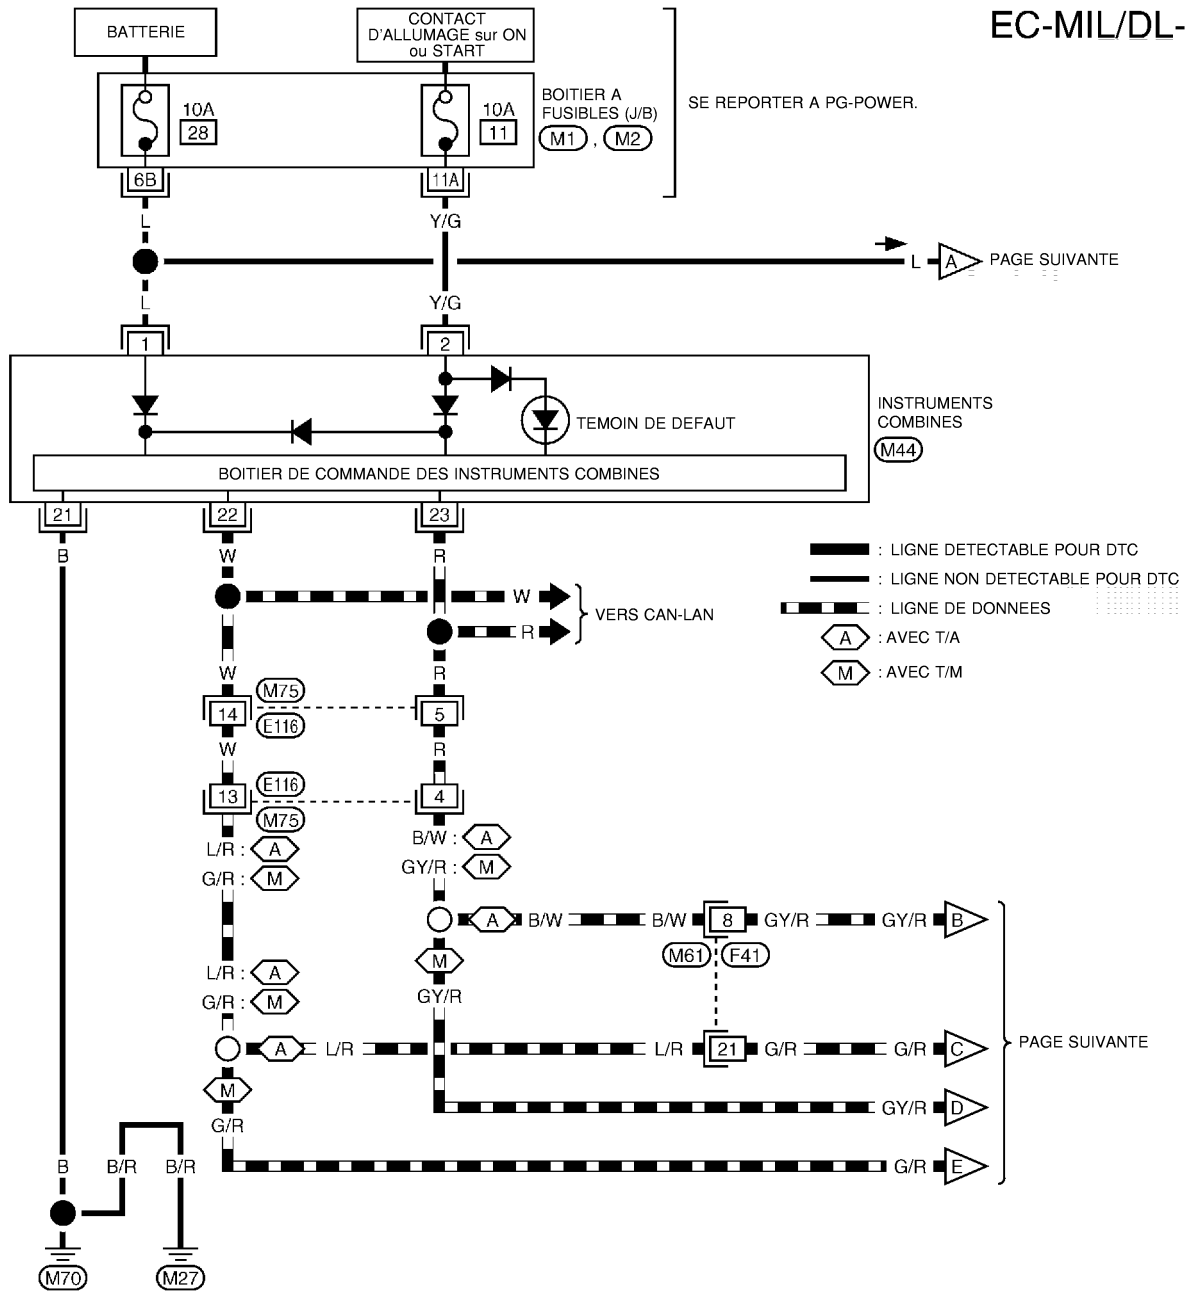 EC-MIL/DL-
BATTERIE
CONTACT
D'ALLUMAGE sur ON
ou START
10A
28
10A
11
BOITIER A
FUSIBLES (J/B)
M1 , M2
SE REPORTER A PG-POWER.
6B
11A
L
Y/G
L
A
PAGE SUIVANTE
L
Y/G
1
2
TEMOIN DE DEFAUT
INSTRUMENTS
COMBINES
M44
BOITIER DE COMMANDE DES INSTRUMENTS COMBINES
21
22
23
B
W
R
: LIGNE DETECTABLE POUR DTC
: LIGNE NON DETECTABLE POUR DTC
: LIGNE DE DONNEES
A : AVEC T/A
M : AVEC T/M
W
R
VERS CAN-LAN
W
R
M75
14
5
E116
W
R
E116
13
4
M75
L/R : A
G/R : M
B/W : A
GY/R : M
A
B/W
B/W
8
GY/R
GY/R
B
M61
F41
M
GY/R
L/R : A
G/R : M
A
L/R
L/R
21
G/R
G/R
C
PAGE SUIVANTE
M
G/R
GY/R
D
G/R
E
B
B/R
B/R
M70
M27